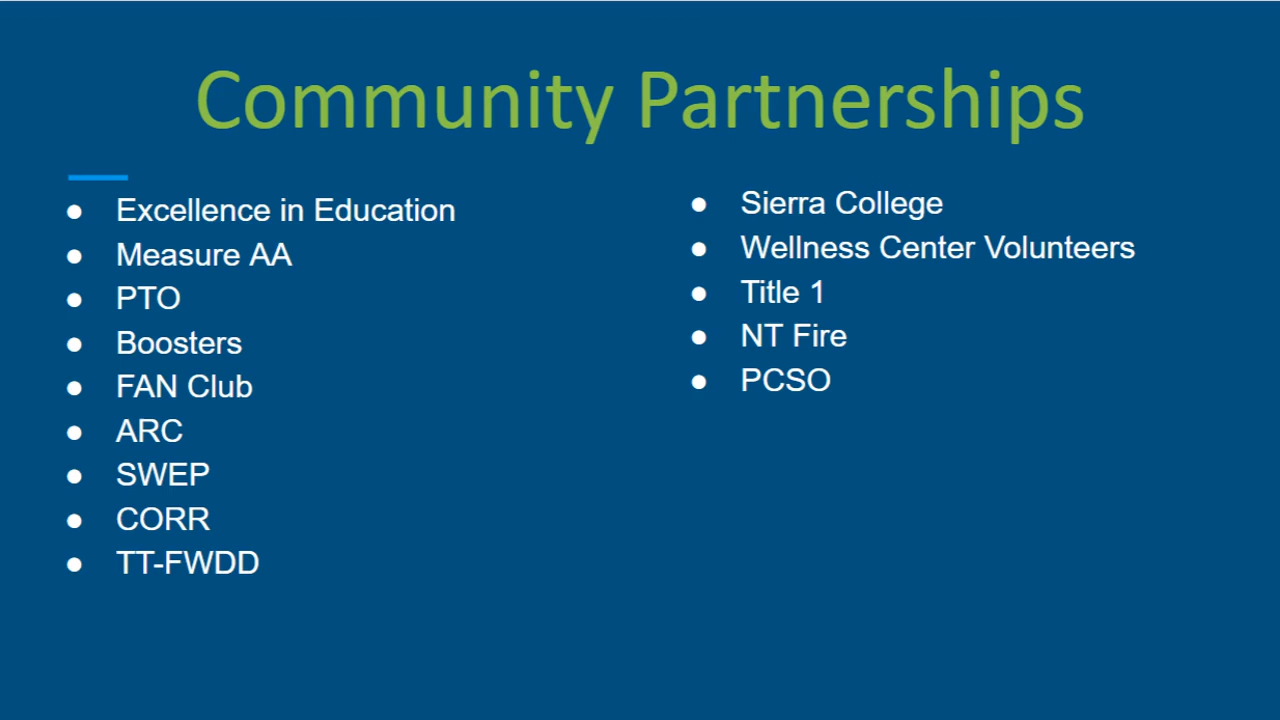 Community Partnerships
● Excellence in Education
● Measure AA
● PTO
● Boosters
● FAN Club
● ARC
● SWEP
● CORR
● TT-FWDD
● Sierra College
● Wellness Center Volunteers
● Title 1
● NT Fire
● PCSO